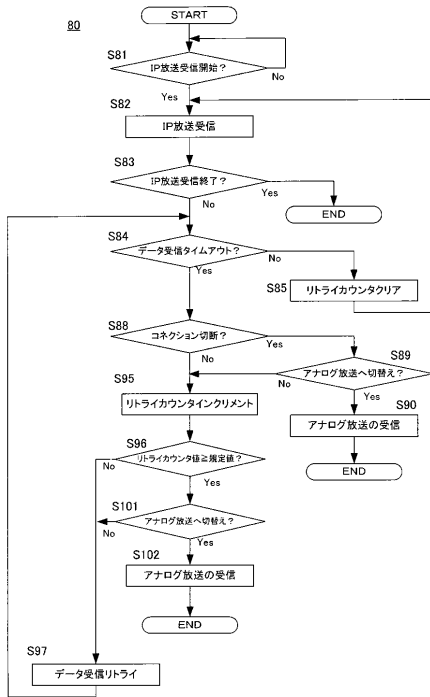 80
START
S81
IP放送受信開始？
No
Yes
S82
IP放送受信
S83
IP放送受信終了？
Yes
No
END
S84
データ受信タイムアウト？
No
Yes
S85
リトライカウンタクリア
S88
コネクション切断？
Yes
No
S89
アナログ放送へ切替え？
No
Yes
S95
リトライカウンタインクリメント
S90
アナログ放送の受信
END
S96
リトライカウンタ値≧規定値？
No
Yes
S101
アナログ放送へ切替え？
No
Yes
S102
アナログ放送の受信
END
S97
データ受信リトライ